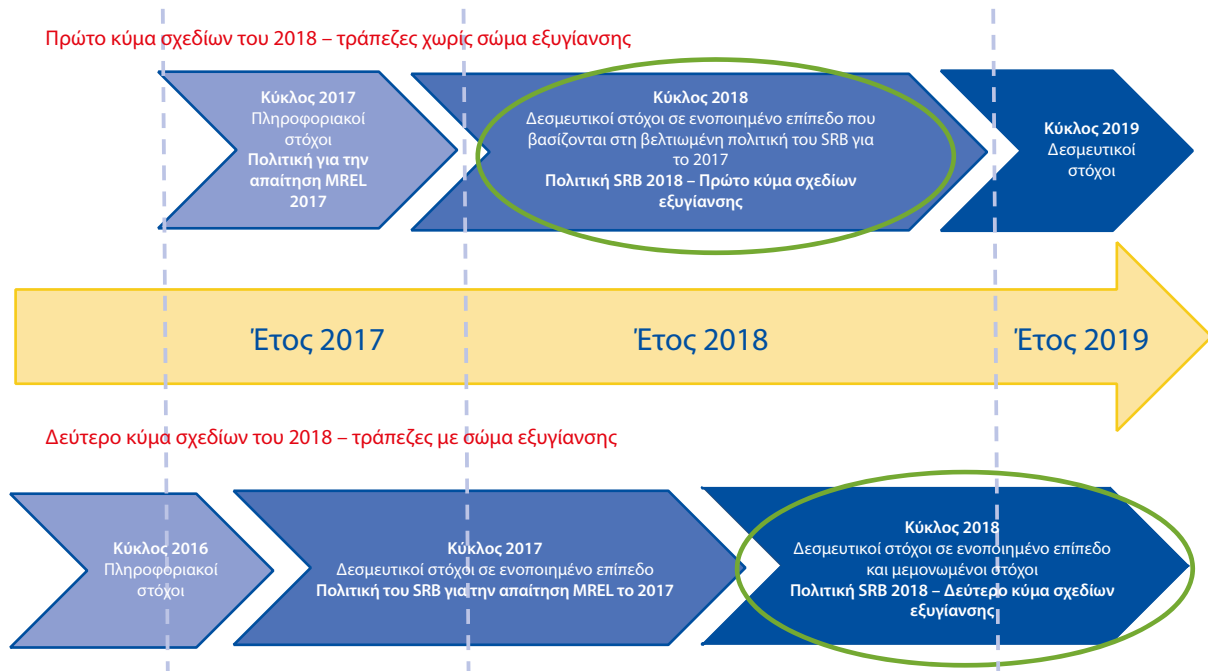 Πρώτο κύμα σχεδίων του 2018 – τράπεζες χωρίς σώμα εξυγίανσης
Κύκλος 2017
Πληροφοριακοί
στόχοι
Πολιτική για την
απαίτηση MREL
2017
Κύκλος 2018
Δεσμευτικοί στόχοι σε ενοποιημένο επίπεδο που
βασίζονται στη βελτιωμένη πολιτική του SRB για
το 2017
Πολιτική SRB 2018 – Πρώτο κύμα σχεδίων
εξυγίανσης
Κύκλος 2019
Δεσμευτικοί
στόχοι
Έτος 2017
Έτος 2018
Έτος 2019
Δεύτερο κύμα σχεδίων του 2018 – τράπεζες με σώμα εξυγίανσης
Κύκλος 2016
Πληροφοριακοί
στόχοι
Κύκλος 2017
Δεσμευτικοί στόχοι σε ενοποιημένο επίπεδο
Πολιτική του SRB για την απαίτηση MREL το 2017
Κύκλος 2018
Δεσμευτικοί στόχοι σε ενοποιημένο επίπεδο
και μεμονωμένοι στόχοι
Πολιτική SRB 2018 – Δεύτερο κύμα σχεδίων
εξυγίανσης